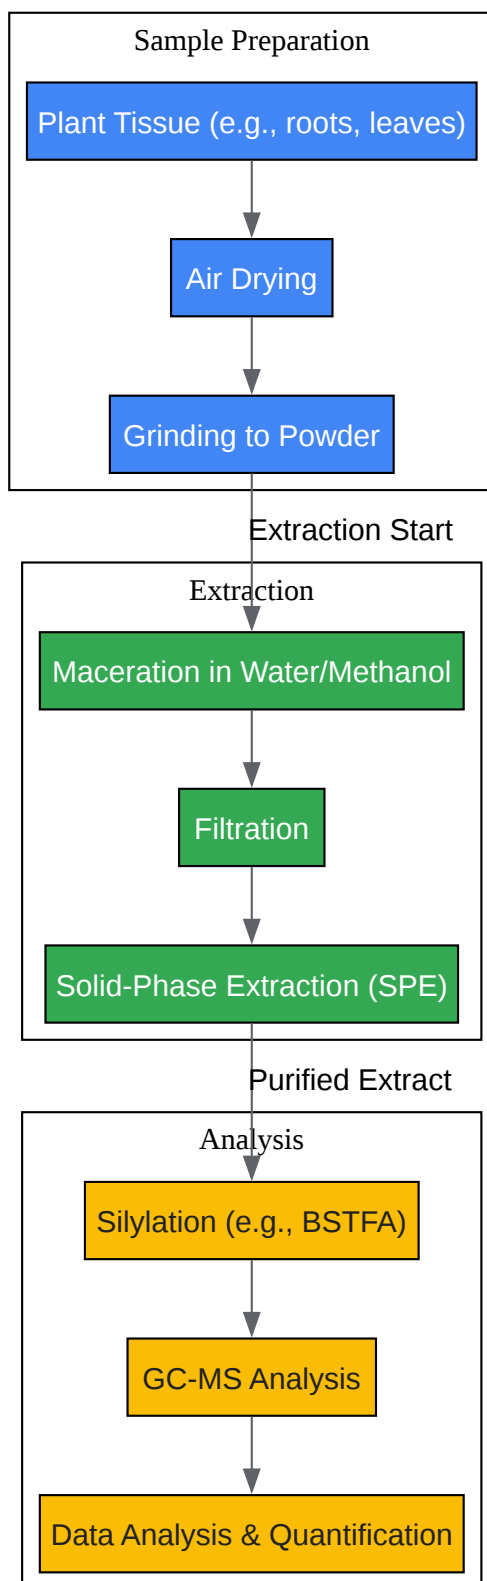 Sample Preparation
Plant Tissue (e.g., roots, leaves)
Air Drying
Grinding to Powder
Extraction Start
Extraction
Maceration in Water/Methanol
Filtration
Solid-Phase Extraction (SPE)
Purified Extract
Analysis
Silylation (e.g., BSTFA)
GC-MS Analysis
Data Analysis & Quantification